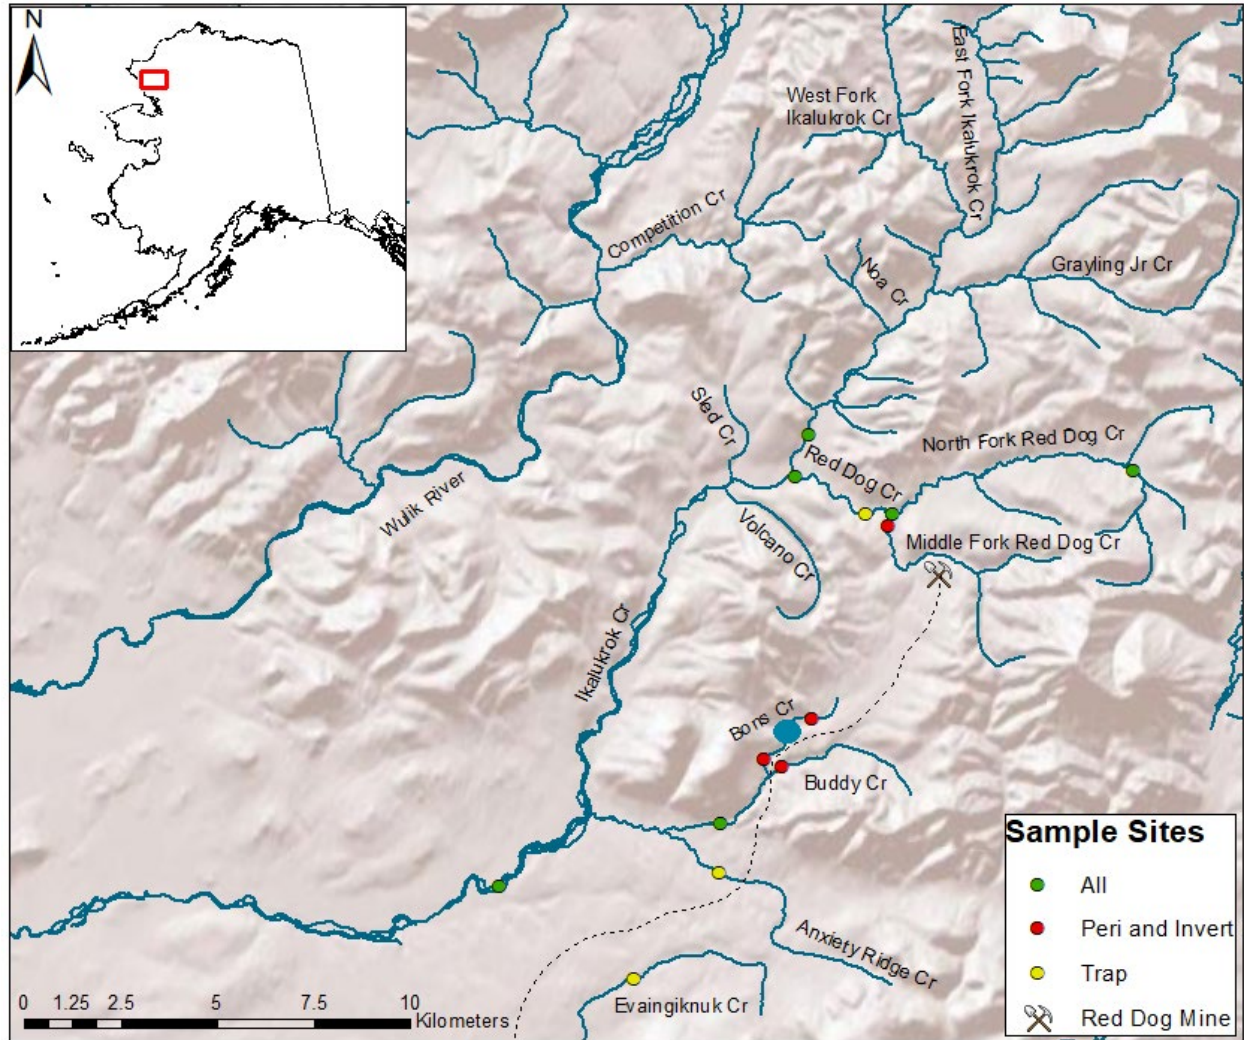 N
West Fork
Ikalukrok Cr
East Fork Ikalukrok Cr
Competition Cr
Noa Cr
Grayling Jr Cr
Sled Cr
Red Dog Cr
North Fork Red Dog Cr
Wulik River
Volcano Cr
Middle Fork Red Dog Cr
Ikalukrok Cr
Bons Cr
Buddy Cr
Anxiety Ridge Cr
Evaingiknuk Cr
Sample Sites
All
Peri and Invert
Trap
Red Dog Mine
0 1.25 2.5 5 7.5 10
Kilometers